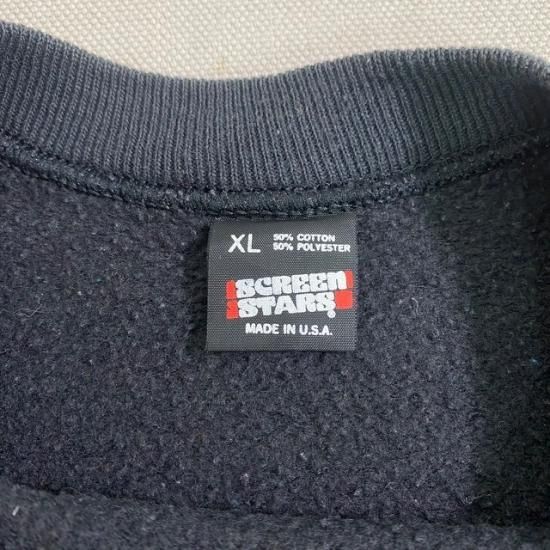 XL 50% COTTON
50% POLYESTER
SCREEN
STARS®
MADE IN U.S.A.